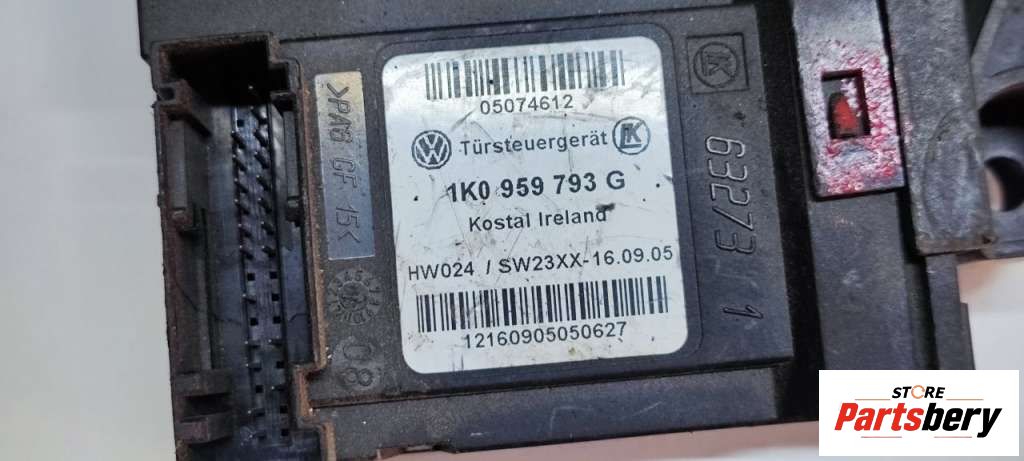 05074612
Türsteuergerät
1K0 959 793 G
Kostal Ireland
HW024 / SW23XX-16.09.05
12160905050627
>PA6 GF 15<
08
63273 1
STORE
Partsbery